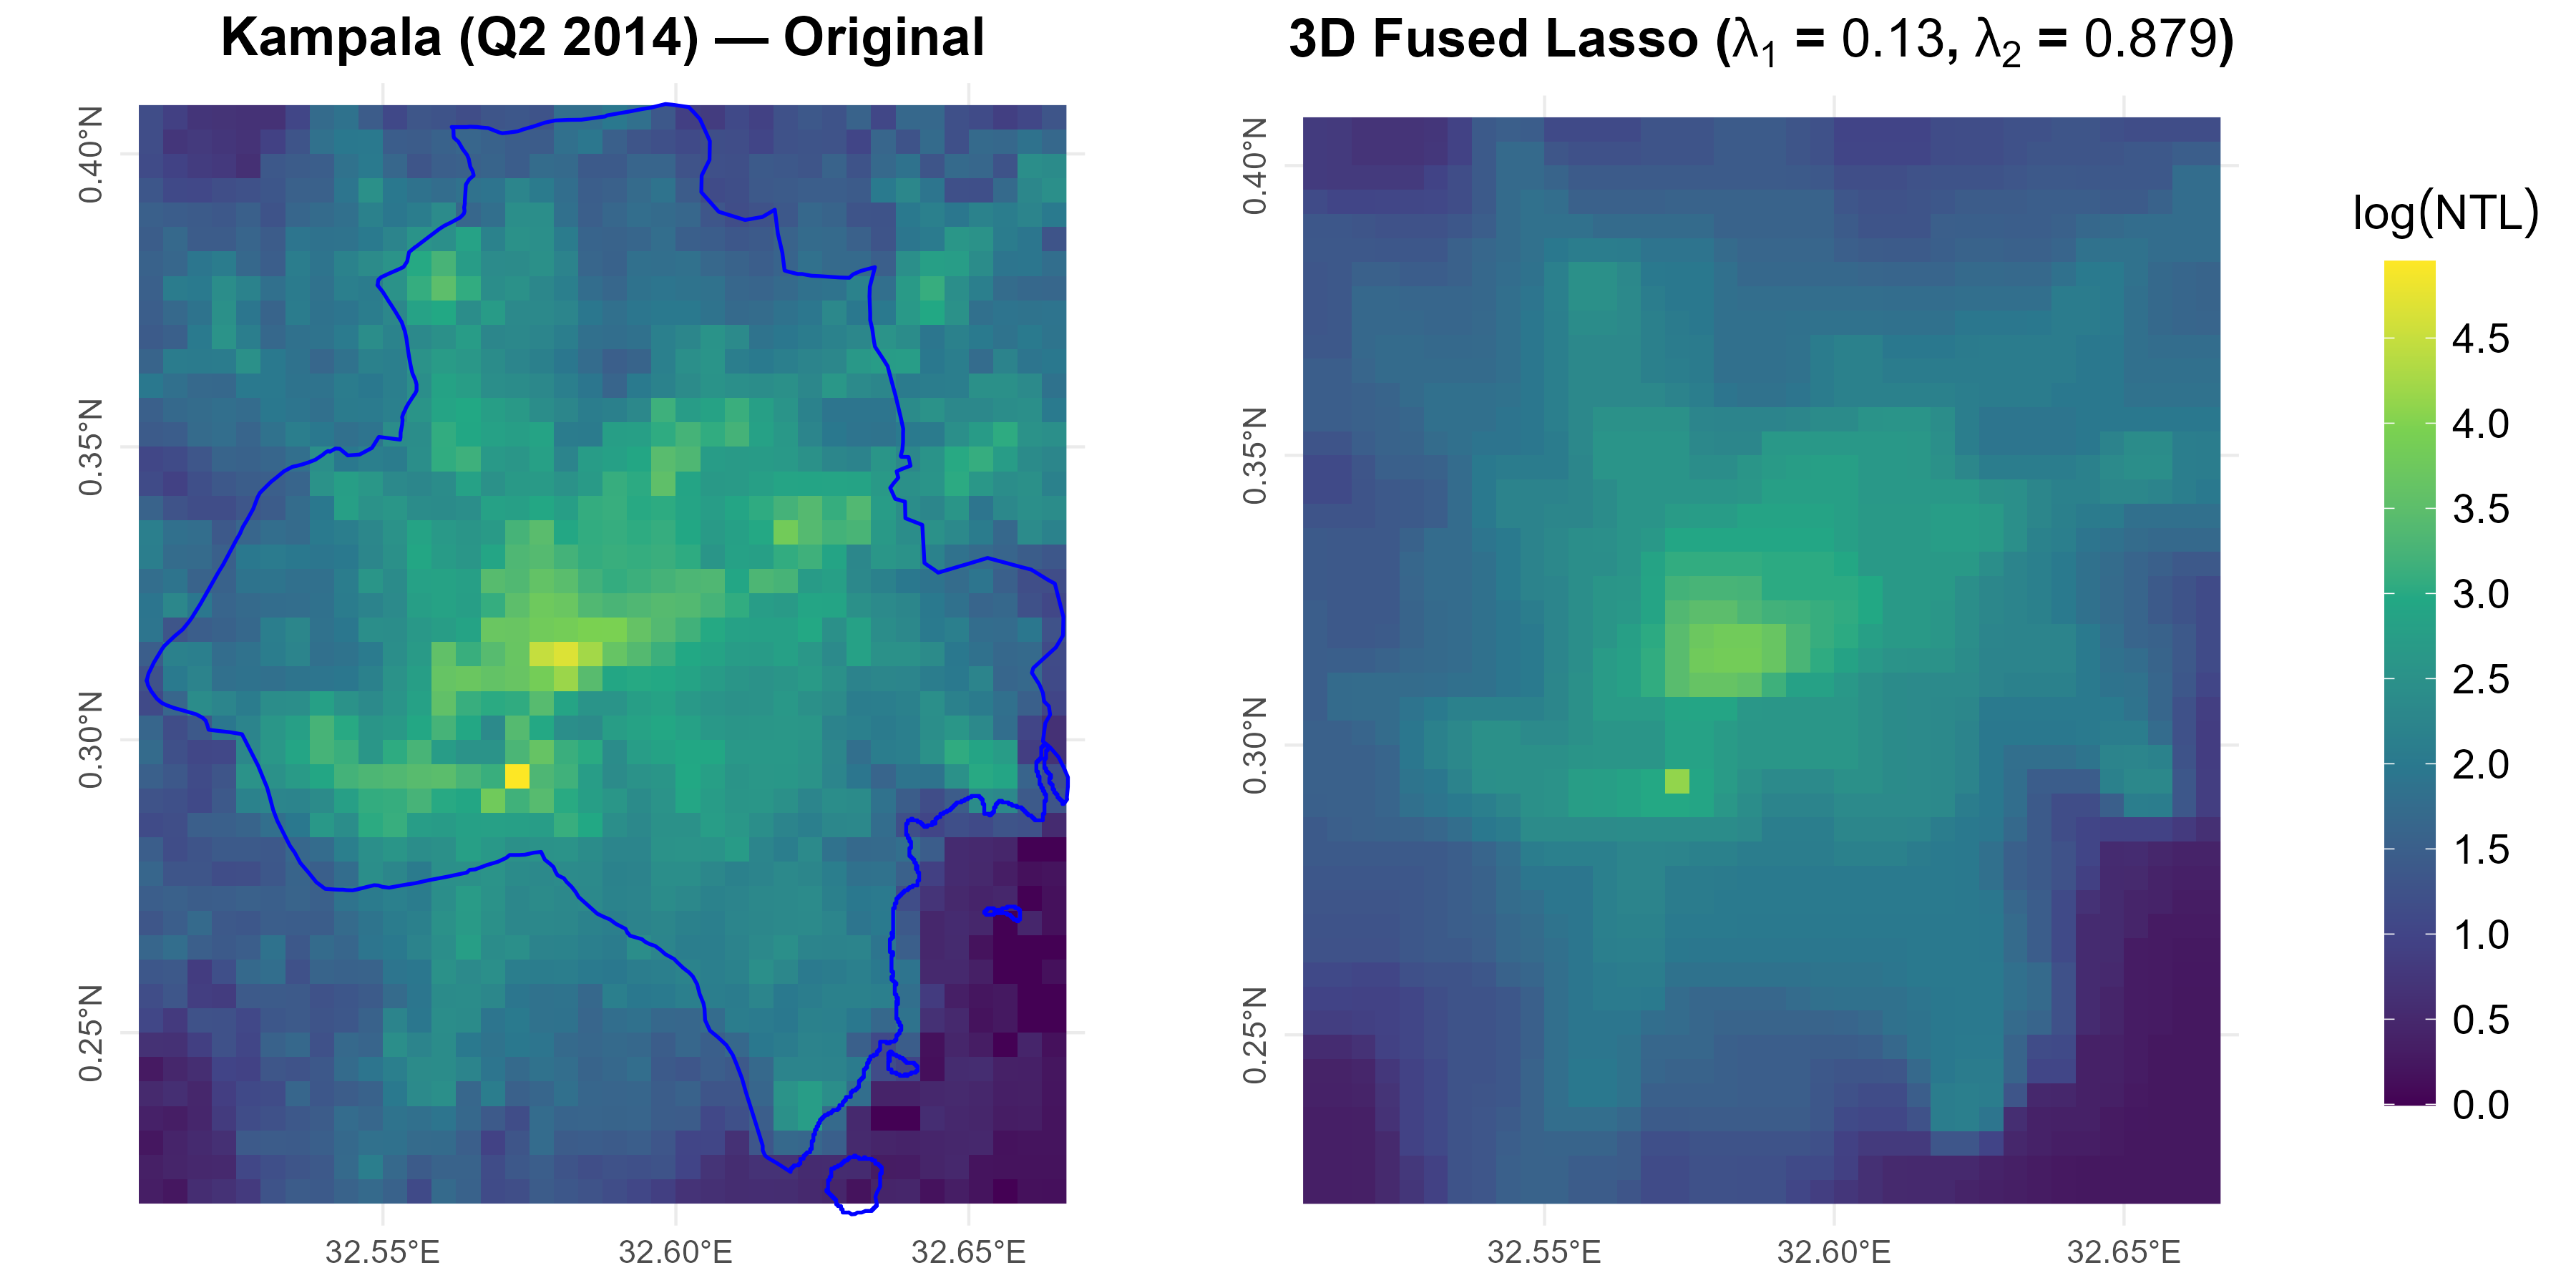 Kampala (Q2 2014) — Original
0.40°N
0.35°N
0.30°N
0.25°N
32.55°E 32.60°E 32.65°E
3D Fused Lasso (λ1 = 0.13, λ2 = 0.879)
0.40°N
0.35°N
0.30°N
0.25°N
32.55°E 32.60°E 32.65°E
log(NTL)
4.5
4.0
3.5
3.0
2.5
2.0
1.5
1.0
0.5
0.0